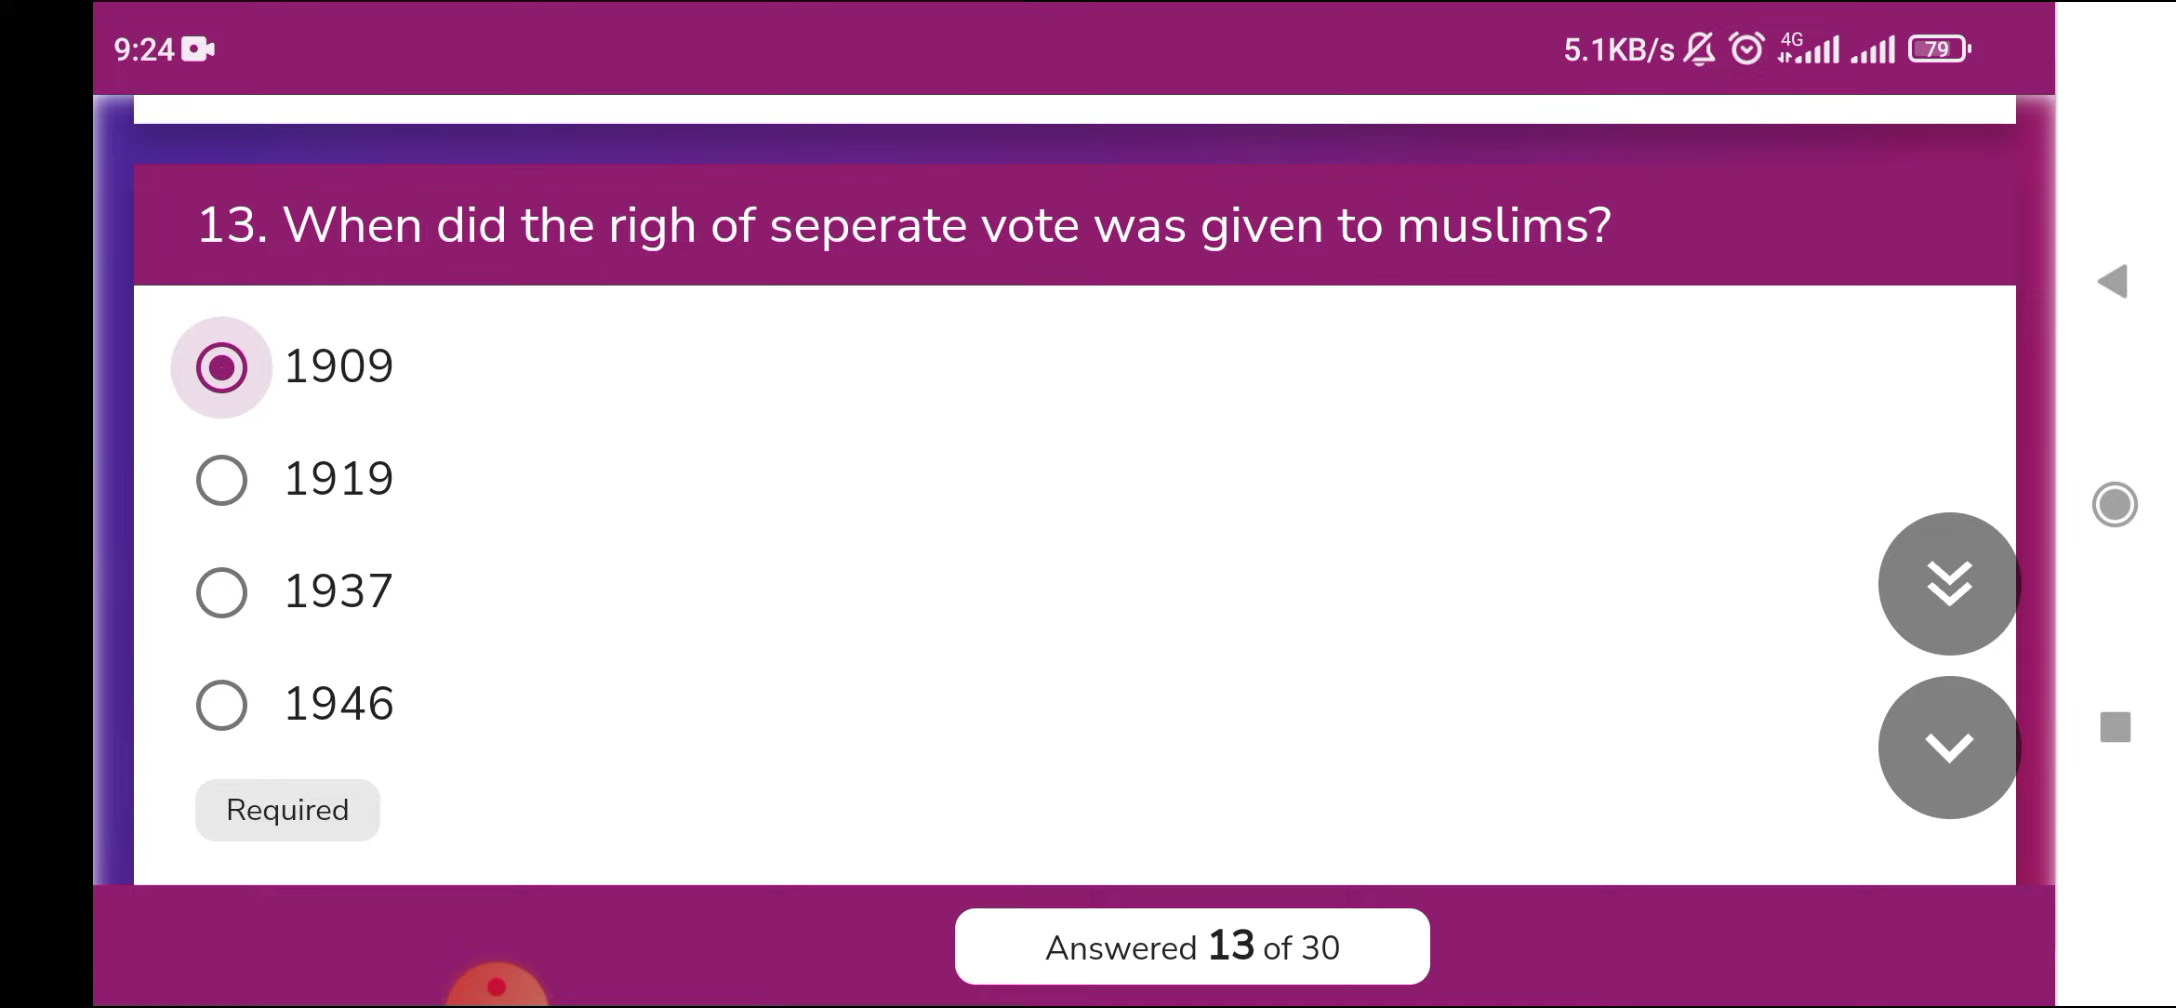 9:24 5.1KB/s 4G 79
13. When did the righ of seperate vote was given to muslims?
1909
1919
1937
1946
Required
Answered 13 of 30